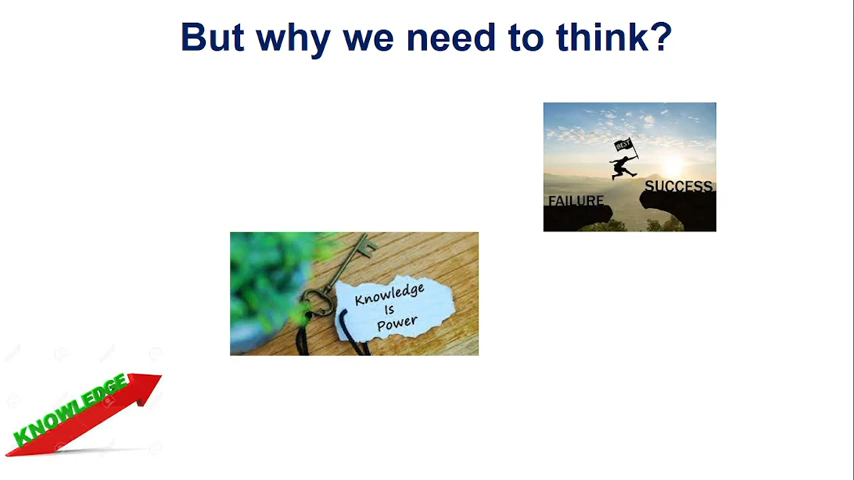 But why we need to think?
BEST
FAILURE
SUCCESS
Knowledge
Is
Power
KNOWLEDGE